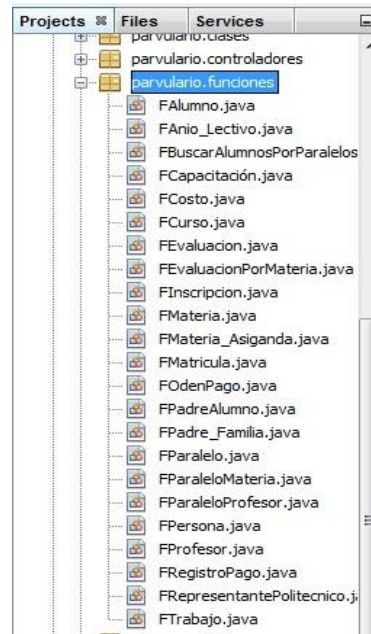 Projects Files Services
parvulario.clases
parvulario.controladores
parvulario.funciones
FAlumno.java
FAnio_Lectivo.java
FBuscarAlumnosPorParalelos
FCapacitación.java
FCosto.java
FCurso.java
FEvaluacion.java
FEvaluacionPorMateria.java
FInscripcion.java
FMateria.java
FMateria_Asiganda.java
FMatricula.java
FOdenPago.java
FPadreAlumno.java
FPadre_Familia.java
FParalelo.java
FParaleloMateria.java
FParaleloProfesor.java
FPersona.java
FProfesor.java
FRegistroPago.java
FRepresentantePolitecnico.j
FTrabajo.java